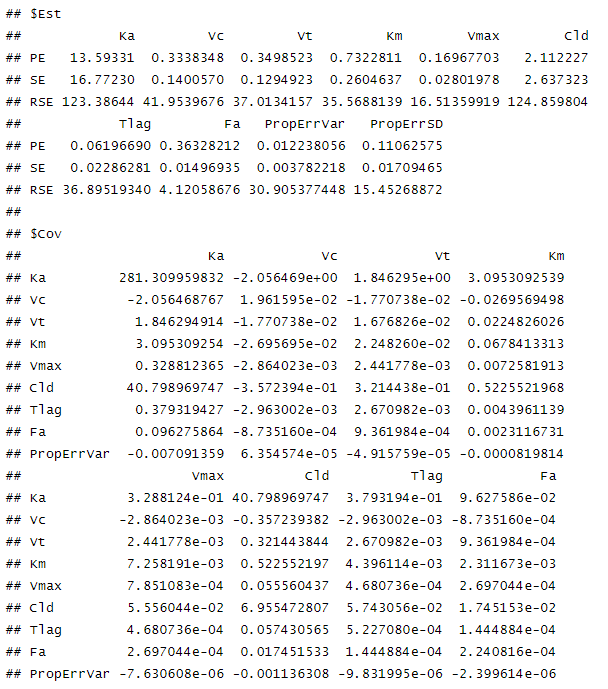 ## $Est
##            Ka         Vc         Vt         Km        Vmax        Cld
## PE   13.59331  0.3338348  0.3498523  0.7322811  0.16967703   2.112227
## SE   16.77230  0.1400570  0.1294923  0.2604637  0.02801978   2.637323
## RSE 123.38644 41.9539676 37.0134157 35.5688139 16.51359919 124.859804
##            Tlag         Fa   PropErrVar   PropErrSD
## PE   0.06196690 0.36328212  0.012238056  0.11062575
## SE   0.02286281 0.01496935  0.003782218  0.01709465
## RSE 36.89519340 4.12058676 30.905377448 15.45268872
##
## $Cov
##                      Ka            Vc            Vt            Km
## Ka         281.309959832 -2.056469e+00  1.846295e+00  3.0953092539
## Vc          -2.056468767  1.961595e-02 -1.770738e-02 -0.0269569498
## Vt           1.846294914 -1.770738e-02  1.676826e-02  0.0224826026
## Km           3.095309254 -2.695695e-02  2.248260e-02  0.0678413313
## Vmax         0.328812365 -2.864023e-03  2.441778e-03  0.0072581913
## Cld         40.798969747 -3.572394e-01  3.214438e-01  0.5225521968
## Tlag         0.379319427 -2.963002e-03  2.670982e-03  0.0043961139
## Fa           0.096275864 -8.735160e-04  9.361984e-04  0.0023116731
## PropErrVar  -0.007091359  6.354574e-05 -4.915759e-05 -0.0000819814
##                     Vmax          Cld          Tlag            Fa
## Ka          3.288124e-01 40.798969747  3.793194e-01  9.627586e-02
## Vc         -2.864023e-03 -0.357239382 -2.963002e-03 -8.735160e-04
## Vt          2.441778e-03  0.321443844  2.670982e-03  9.361984e-04
## Km          7.258191e-03  0.522552197  4.396114e-03  2.311673e-03
## Vmax        7.851083e-04  0.055560437  4.680736e-04  2.697044e-04
## Cld         5.556044e-02  6.955472807  5.743056e-02  1.745153e-02
## Tlag        4.680736e-04  0.057430565  5.227080e-04  1.444884e-04
## Fa          2.697044e-04  0.017451533  1.444884e-04  2.240816e-04
## PropErrVar -7.630608e-06 -0.001136308 -9.831995e-06 -2.399614e-06